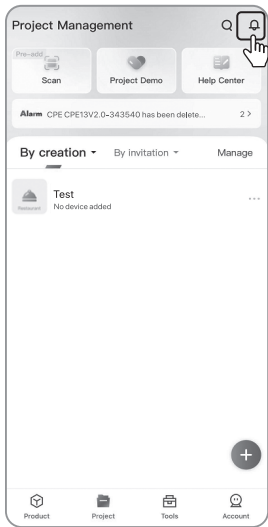 Project Management
Pre-add
Scan
Project Demo
Help Center
Alarm CPE CPE13V2.0-343540 has been delete... 2 >
By creation
By invitation
Manage
Restaurant
Test
No device added
Product
Project
Tools
Account